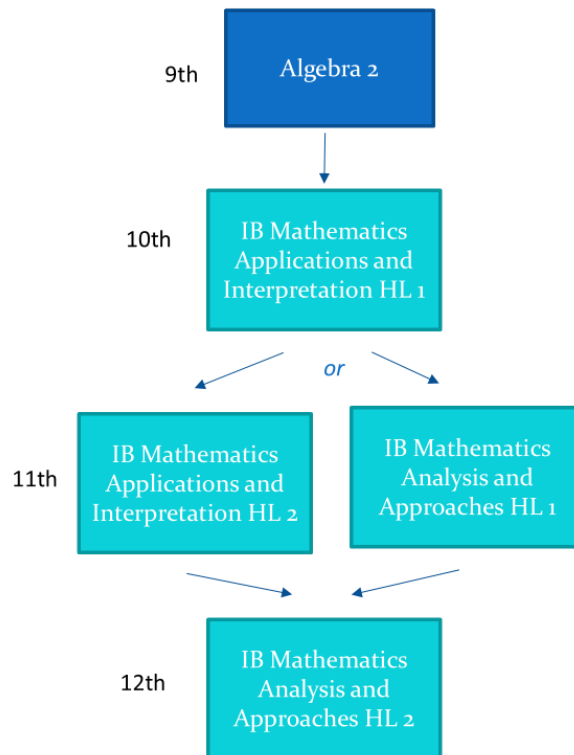 9th
Algebra 2
10th
IB Mathematics
Applications and
Interpretation HL 1
or
11th
IB Mathematics
Applications and
Interpretation HL 2
IB Mathematics
Analysis and
Approaches HL 1
12th
IB Mathematics
Analysis and
Approaches HL 2